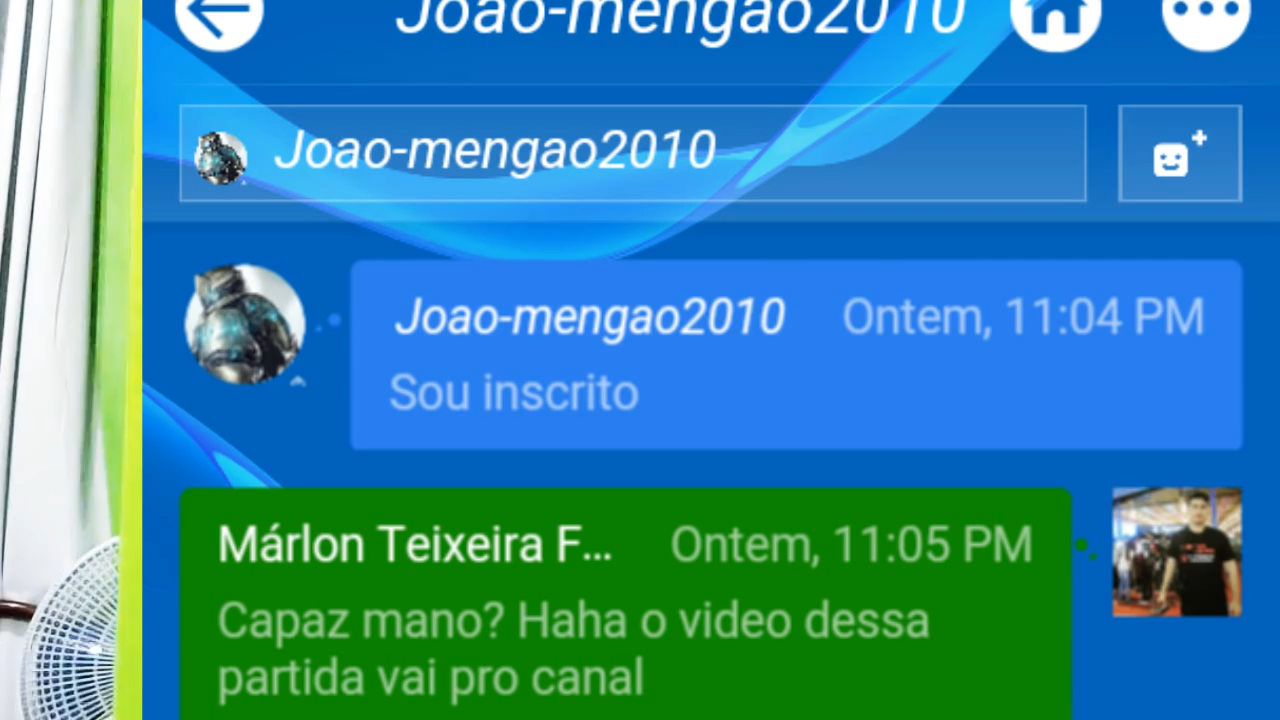 Joao-mengao2010
Joao-mengao2010
Joao-mengao2010 Ontem, 11:04 PM
Sou inscrito
Márlon Teixeira F... Ontem, 11:05 PM
Capaz mano? Haha o video dessa
partida vai pro canal